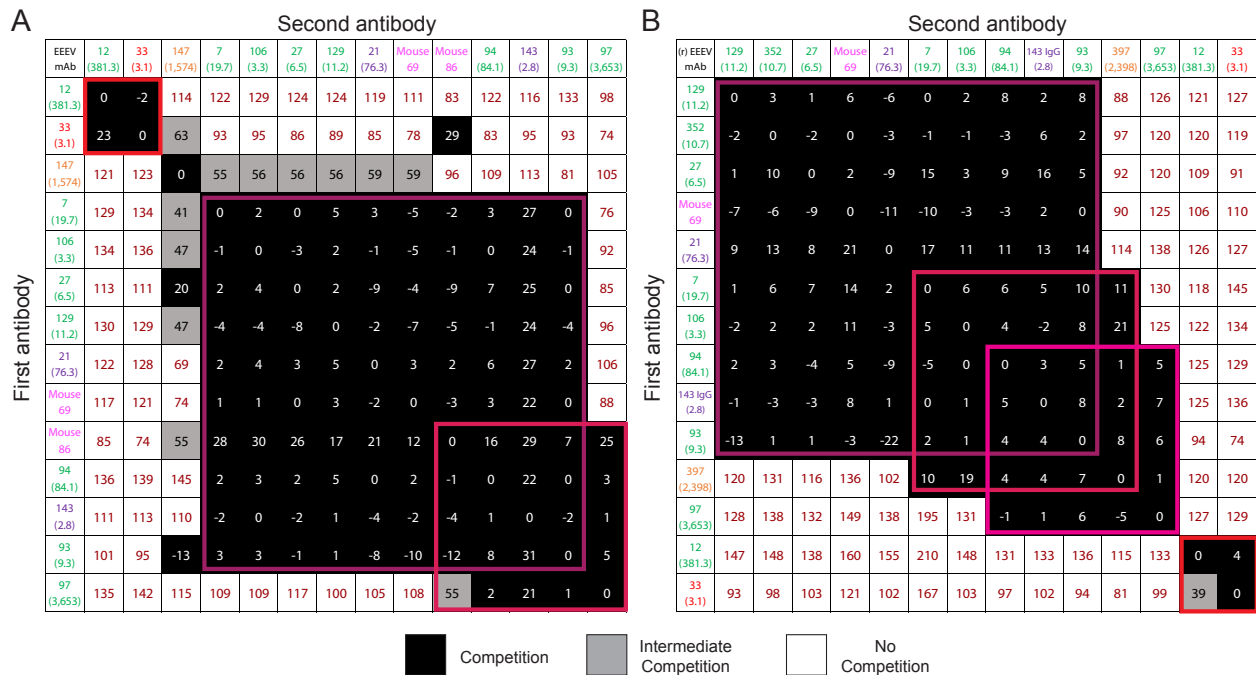 A
Second antibody
First antibody
EEEV 12 33 147 7 106 27 129 21 Mouse Mouse 94 143 93 97
mAb (381.3) (3.1) (1,574) (19.7) (3.3) (6.5) (11.2) (76.3) 69 86 (84.1) (2.8) (9.3) (3,653)
12 (381.3) 0 -2 114 122 129 124 124 119 111 83 122 116 133 98
33 (3.1) 23 0 63 93 95 86 89 85 78 29 83 95 93 74
147 (1,574) 121 123 0 55 56 56 56 59 59 96 109 113 81 105
7 (19.7) 129 134 41 0 2 0 5 3 -5 -2 3 27 0 76
106 (3.3) 134 136 47 -1 0 -3 2 -1 -5 -1 0 24 -1 92
27 (6.5) 113 111 20 2 4 0 2 -9 -4 -9 7 25 0 85
129 (11.2) 130 129 47 -4 -4 -8 0 -2 -7 -5 -1 24 -4 96
21 (76.3) 122 128 69 2 4 3 5 0 3 2 6 27 2 106
Mouse 69 117 121 74 1 1 0 3 -2 0 -3 3 22 0 88
Mouse 86 85 74 55 28 30 26 17 21 12 0 16 29 7 25
94 (84.1) 136 139 145 2 3 2 5 0 2 -1 0 22 0 3
143 (2.8) 111 113 110 -2 0 -2 1 -4 -2 -4 1 0 -2 1
93 (9.3) 101 95 -13 3 3 -1 1 -8 -10 -12 8 31 0 5
97 (3,653) 135 142 115 109 109 117 100 105 108 55 2 21 1 0
B
Second antibody
First antibody
(r) EEEV 129 352 27 Mouse 21 7 106 94 143 IgG 93 397 97 12 33
mAb (11.2) (10.7) (6.5) 69 (76.3) (19.7) (3.3) (84.1) (2.8) (9.3) (2,398) (3,653) (381.3) (3.1)
129 (11.2) 0 3 1 6 -6 0 2 8 2 8 88 126 121 127
352 (10.7) -2 0 -2 0 -3 -1 -1 -3 6 2 97 120 120 119
27 (6.5) 1 10 0 2 -9 15 3 9 16 5 92 120 109 91
Mouse 69 -7 -6 -9 0 -11 -10 -3 -3 2 0 90 125 106 110
21 (76.3) 9 13 8 21 0 17 11 11 13 14 114 138 126 127
7 (19.7) 1 6 7 14 2 0 6 6 5 10 11 130 118 145
106 (3.3) -2 2 2 11 -3 5 0 4 -2 8 21 125 122 134
94 (84.1) 2 3 -4 5 -9 -5 0 0 3 5 1 5 125 129
143 IgG (2.8) -1 -3 -3 8 1 0 1 5 0 8 2 7 125 136
93 (9.3) -13 1 1 -3 -22 2 1 4 4 0 8 6 94 74
397 (2,398) 120 131 116 136 102 10 19 4 4 7 0 1 120 120
97 (3,653) 128 138 132 149 138 195 131 -1 1 6 -5 0 127 129
12 (381.3) 147 148 138 160 155 210 148 131 133 136 115 133 0 4
33 (3.1) 93 98 103 121 102 167 103 97 102 94 81 99 39 0
Competition
Intermediate
Competition
No
Competition